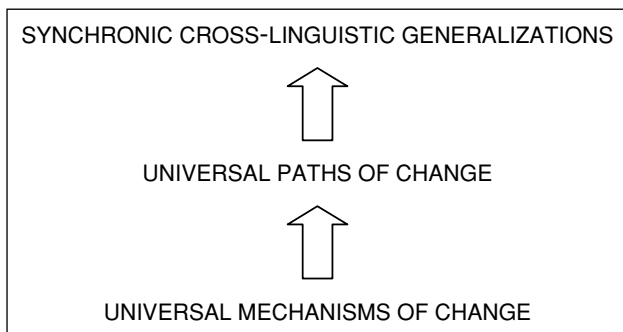 SYNCHRONIC CROSS-LINGUISTIC GENERALIZATIONS
UNIVERSAL PATHS OF CHANGE
UNIVERSAL MECHANISMS OF CHANGE